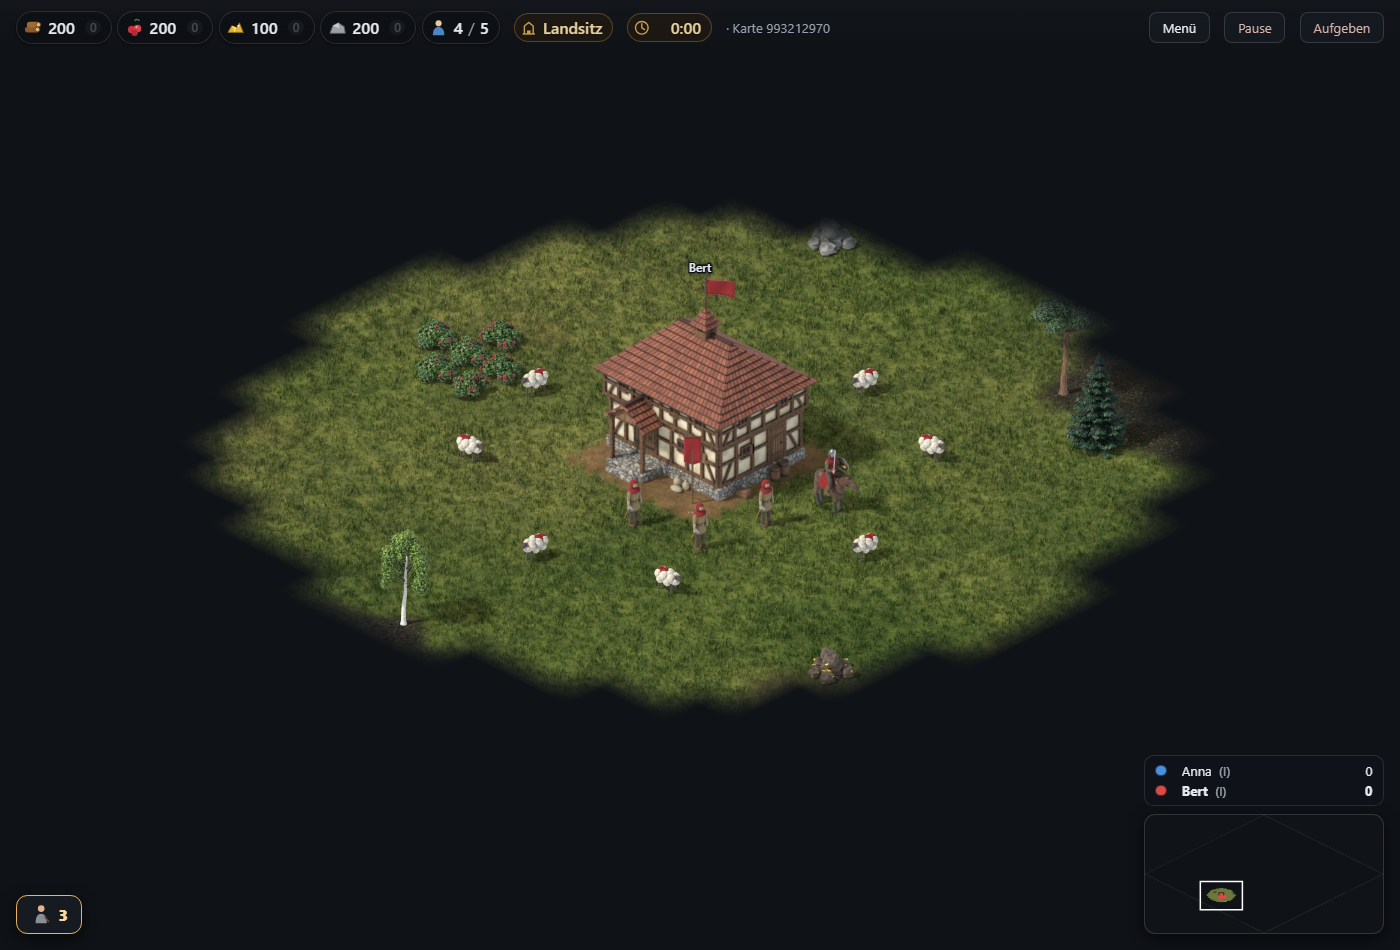 200 0 200 0 100 0 200 0 4 / 5 Landsitz 0:00 · Karte 993212970 Menü Pause Aufgeben
Bert
Anna (I) 0
Bert (I) 0
3